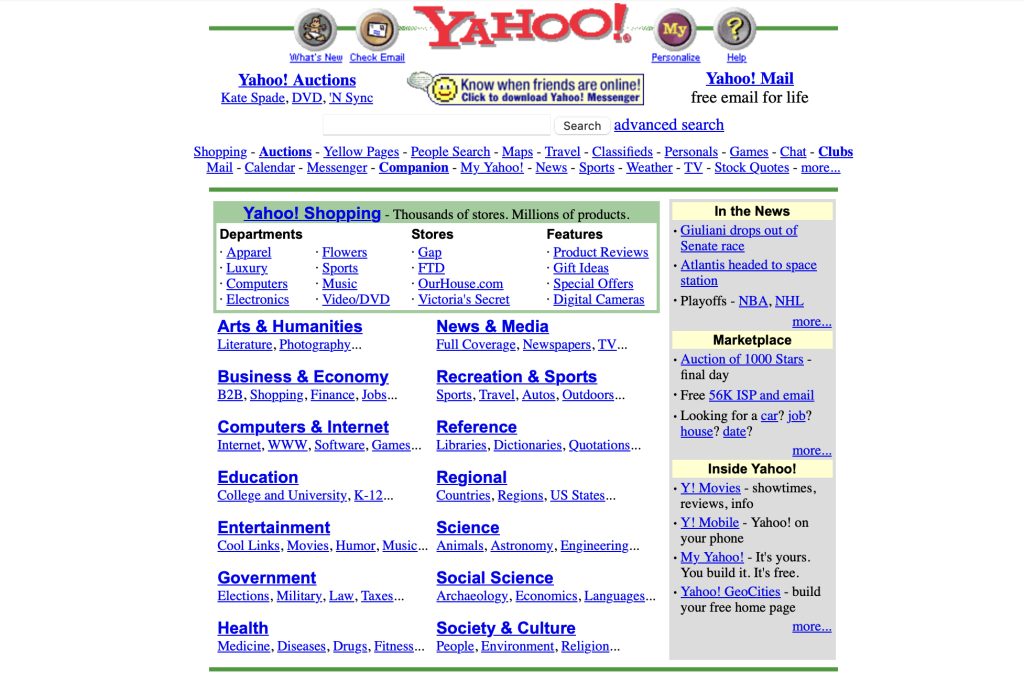 YAHOO!
My
?
What's New
Check Email
Personalize
Help
Yahoo! Auctions
Kate Spade, DVD, 'N Sync
Know when friends are online!
Click to download Yahoo! Messenger
Yahoo! Mail
free email for life
Search
advanced search
Shopping - Auctions - Yellow Pages - People Search - Maps - Travel - Classifieds - Personals - Games - Chat - Clubs
Mail - Calendar - Messenger - Companion - My Yahoo! - News - Sports - Weather - TV - Stock Quotes - more...
Yahoo! Shopping - Thousands of stores. Millions of products.
Departments
· Apparel
· Luxury
· Computers
· Electronics
· Flowers
· Sports
· Music
· Video/DVD
Stores
· Gap
· FTD
· OurHouse.com
· Victoria's Secret
Features
· Product Reviews
· Gift Ideas
· Special Offers
· Digital Cameras
Arts & Humanities
Literature, Photography...
Business & Economy
B2B, Shopping, Finance, Jobs...
Computers & Internet
Internet, WWW, Software, Games...
Education
College and University, K-12...
Entertainment
Cool Links, Movies, Humor, Music...
Government
Elections, Military, Law, Taxes...
Health
Medicine, Diseases, Drugs, Fitness...
News & Media
Full Coverage, Newspapers, TV...
Recreation & Sports
Sports, Travel, Autos, Outdoors...
Reference
Libraries, Dictionaries, Quotations...
Regional
Countries, Regions, US States...
Science
Animals, Astronomy, Engineering...
Social Science
Archaeology, Economics, Languages...
Society & Culture
People, Environment, Religion...
In the News
· Giuliani drops out of
Senate race
· Atlantis headed to space
station
· Playoffs - NBA, NHL
more...
Marketplace
· Auction of 1000 Stars -
final day
· Free 56K ISP and email
· Looking for a car? job?
house? date?
more...
Inside Yahoo!
· Y! Movies - showtimes,
reviews, info
· Y! Mobile - Yahoo! on
your phone
· My Yahoo! - It's yours.
You build it. It's free.
· Yahoo! GeoCities - build
your free home page
more...